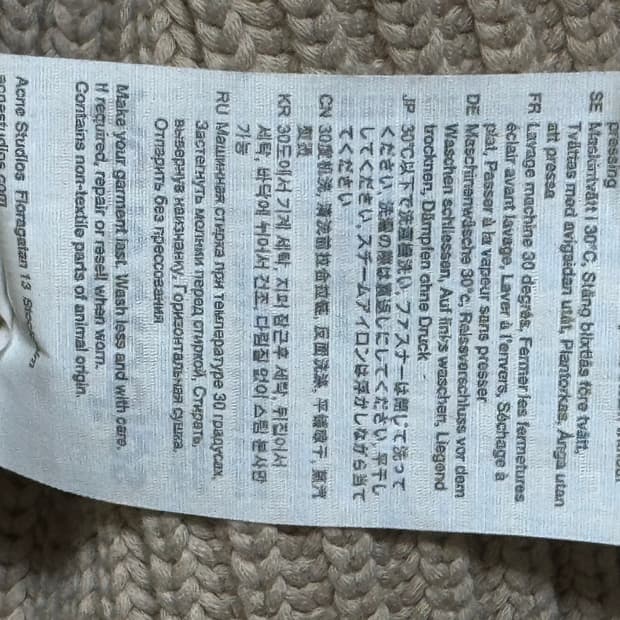 pressing
SE Maskintvätt i 30°C, Stäng blixtlås före tvätt,
Tvättas med avigsidan utåt, Plantorkas, Ånga utan
att pressa
FR Lavage machine 30 degrés, Fermer les fermetures
éclair avant lavage, Laver à l'envers, Séchage à
plat, Passer à la vapeur sans presser
DE Maschinenwäsche 30°C, Reissverschluss vor dem
Waschen schliessen, Auf links waschen, Liegend
trocknen, Dämpfen ohne Druck
JP 30℃以下で洗濯機洗い, ファスナーは閉じて洗って
ください, 洗濯の際は裏返しにしてください, 平干し
してください, スチームアイロンは浮かしながら当て
てください
CN 30度机洗, 清洗前拉合拉链, 反面洗涤, 平铺晾干 蒸汽
熨烫
KR 30도에서 기계 세탁, 지퍼 잠근후 세탁, 뒤집어서
세탁, 바닥에 뉘어서 건조, 다림질 없이 스팀 분사만
가능
RU Машинная стирка при температуре 30 градусах,
Застегнуть молнии перед стиркой, Стирать,
вывернув наизнанку, Горизонтальная сушка,
Отпарить без прессования
Make your garment last. Wash less and with care.
If required, repair or resell when worn.
Contains non-textile parts of animal origin.
Acne Studios Floragatan 13
acnestudios.com